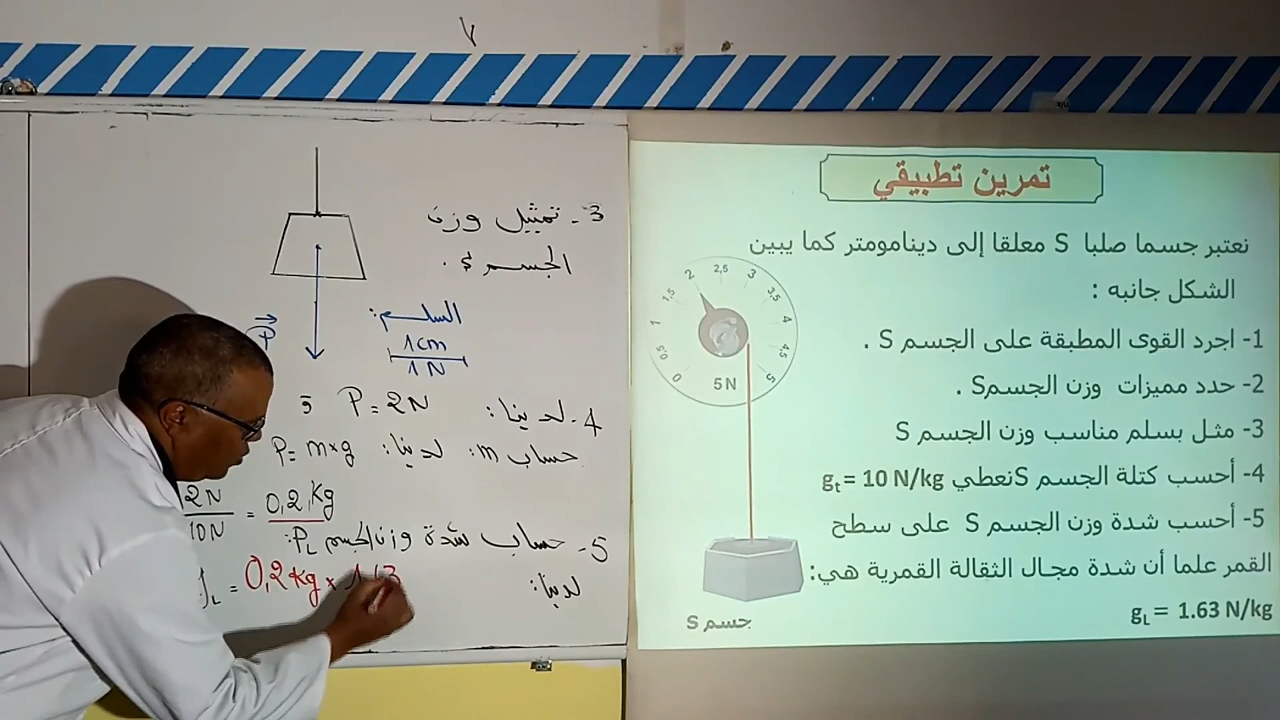 3- تمثيل وزن
الجسم S.
السلم:
1cm
1N
P
4- لدينا: P = 2N
حساب m: لدينا: P = m×g
2N/10N = 0,2 Kg
5- حساب شدة وزن الجسم PL:
لدينا:
L = 0,2 Kg ×
تمرين تطبيقي
نعتبر جسما صلبا S معلقا إلى دينامومتر كما يبين
الشكل جانبه :
1- اجرد القوى المطبقة على الجسم S .
2- حدد مميزات وزن الجسمS .
3- مثل بسلم مناسب وزن الجسم S
4- أحسب كتلة الجسم Sنعطي gt= 10 N/kg
5- أحسب شدة وزن الجسم S على سطح
القمر علما أن شدة مجال الثقالة القمرية هي:
gL= 1.63 N/kg
0
0,5
1
1,5
2
2,5
3
3,5
4
4,5
5
5N
جسم S